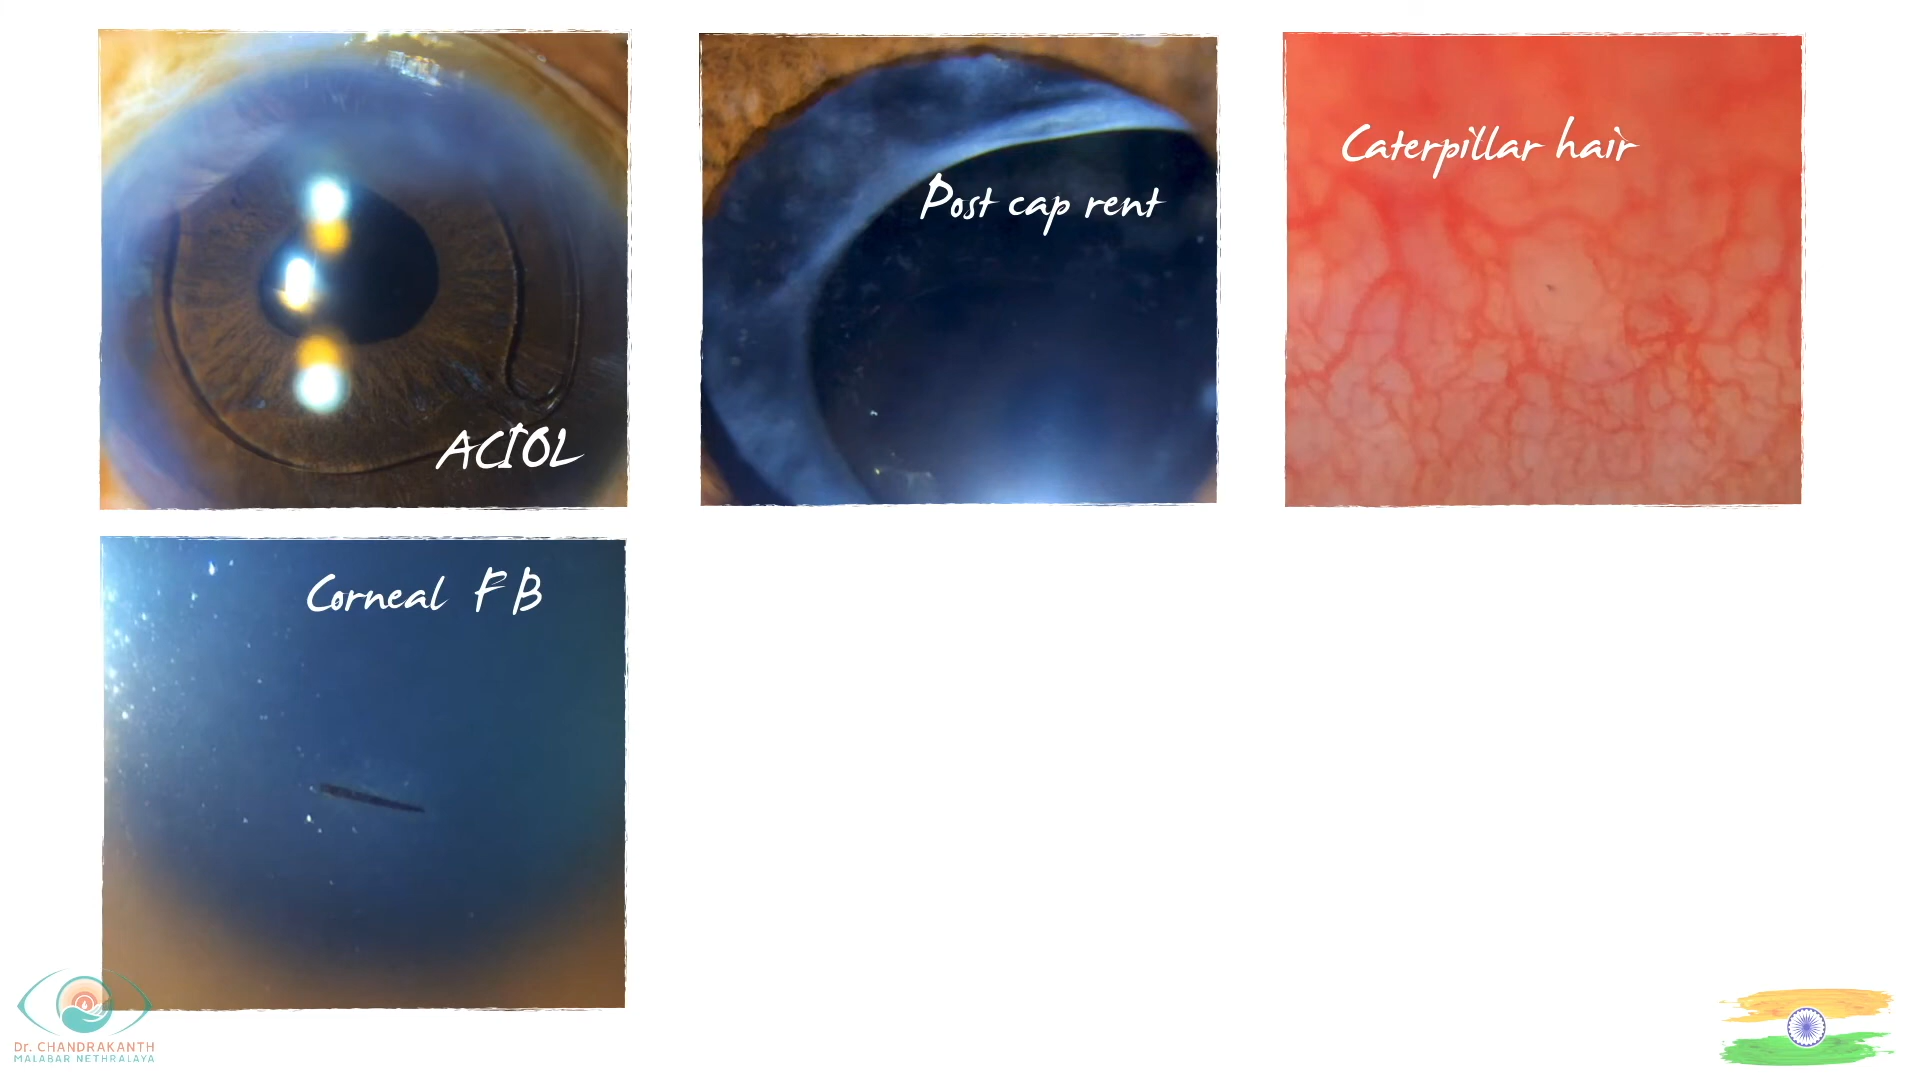 ACIOL
Post cap rent
Caterpillar hair
Corneal FB
Dr. CHANDRAKANTH
MALABAR NETHRALAYA